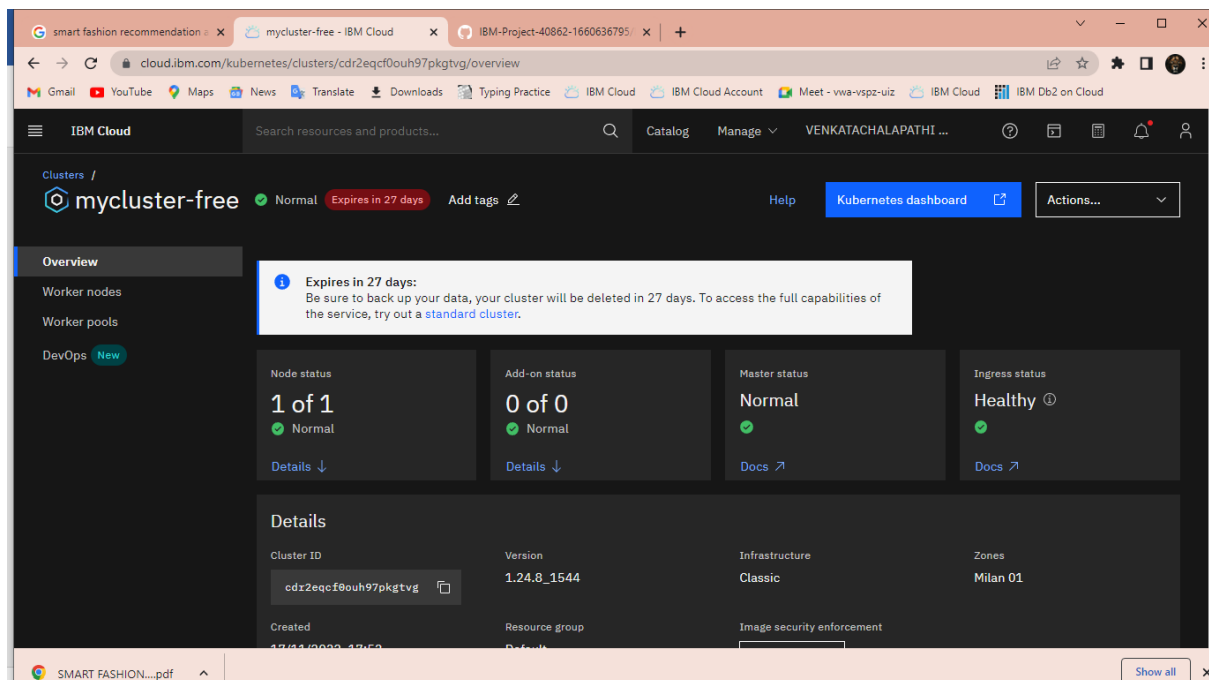 smart fashion recommendation a
mycluster-free - IBM Cloud
IBM-Project-40862-1660636795/
cloud.ibm.com/kubernetes/clusters/cdr2eqcf0ouh97pkgtvg/overview
Gmail YouTube Maps News Translate Downloads Typing Practice IBM Cloud IBM Cloud Account Meet - vwa-vspz-uiz IBM Cloud IBM Db2 on Cloud
IBM Cloud
Search resources and products...
Catalog Manage VENKATACHALAPATHI ...
Clusters /
mycluster-free Normal Expires in 27 days Add tags
Help Kubernetes dashboard Actions...
Overview
Worker nodes
Worker pools
DevOps New
Expires in 27 days:
Be sure to back up your data, your cluster will be deleted in 27 days. To access the full capabilities of
the service, try out a standard cluster.
Node status
1 of 1
Normal
Details ↓
Add-on status
0 of 0
Normal
Details ↓
Master status
Normal
Docs ↗
Ingress status
Healthy
Docs ↗
Details
Cluster ID
cdr2eqcf0ouh97pkgtvg
Version
1.24.8_1544
Infrastructure
Classic
Zones
Milan 01
Created
17/11/2022, 17:52
Resource group
Default
Image security enforcement
SMART FASHION....pdf
Show all